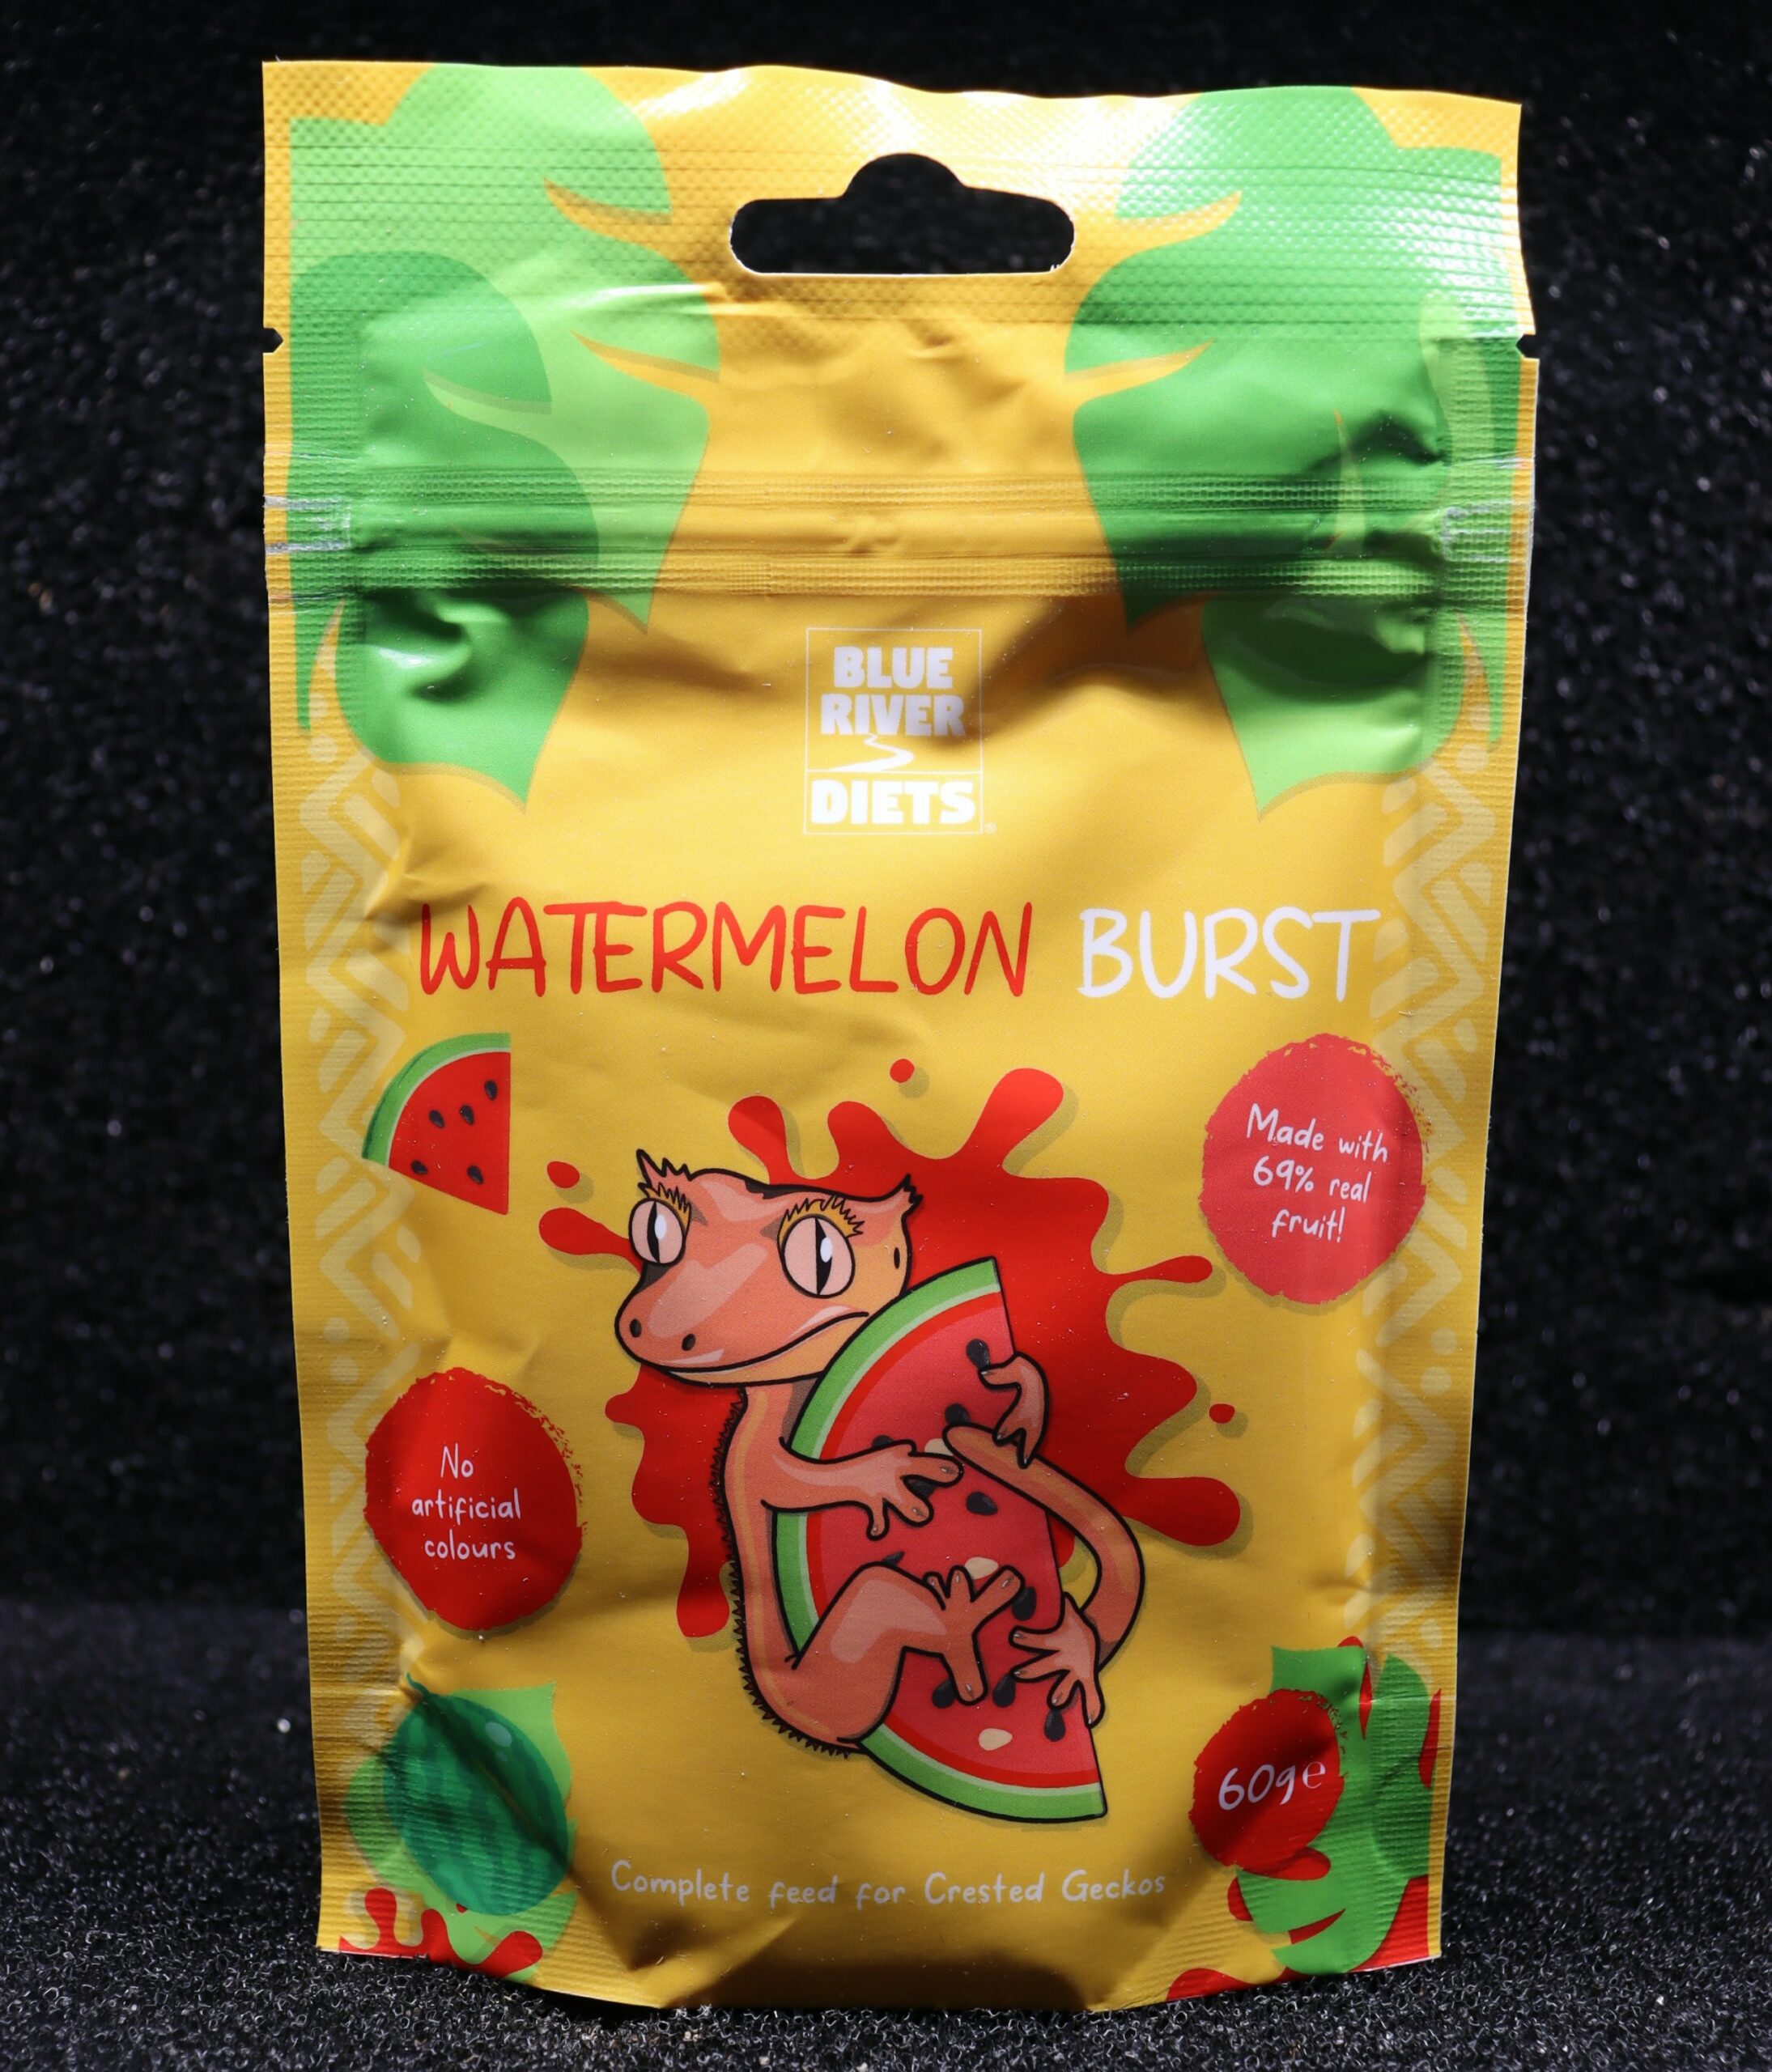 BLUE
RIVER
DIETS®
WATERMELON BURST
Made with
69% real
fruit!
No
artificial
colours
60g℮
Complete feed for Crested Geckos